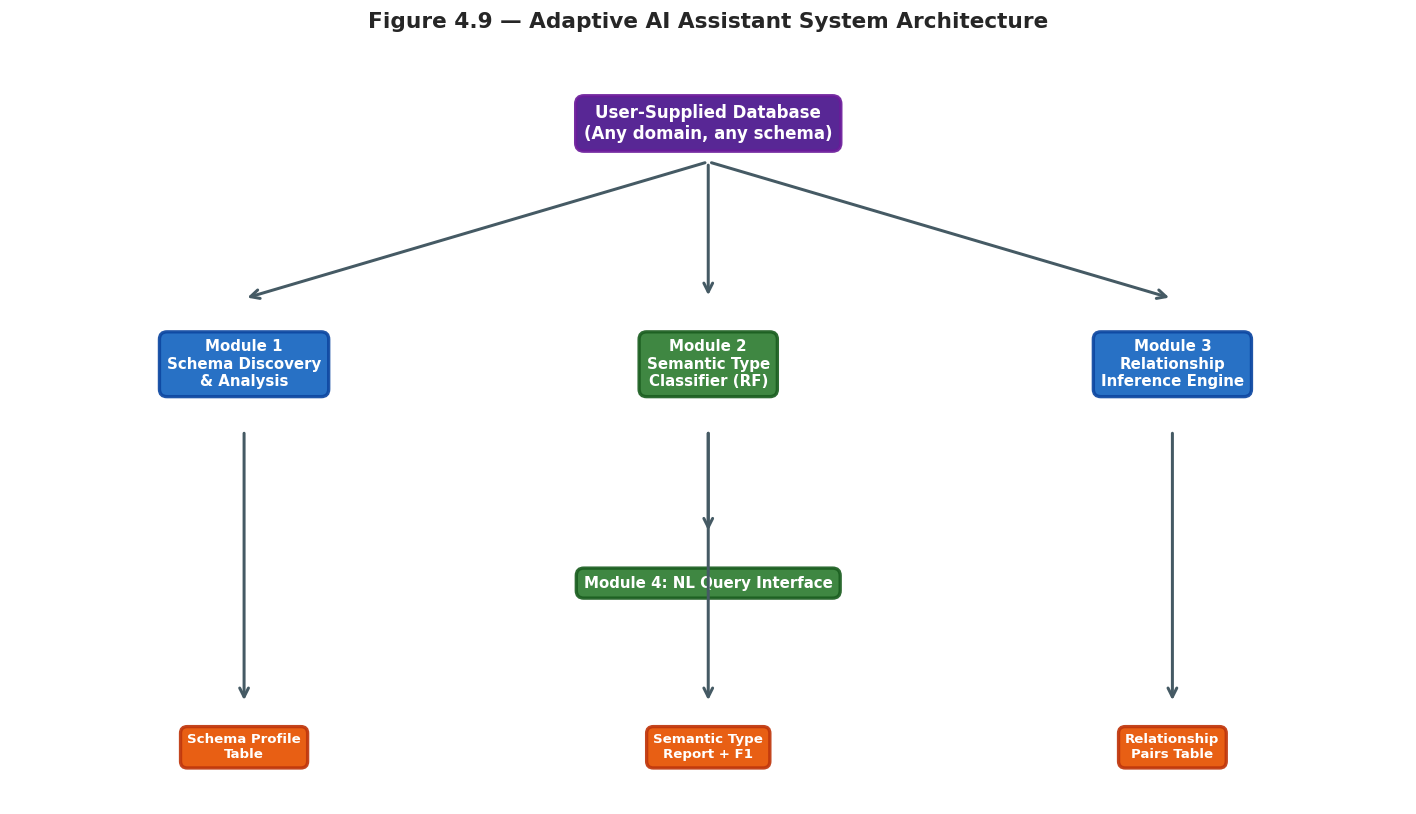 Figure 4.9 — Adaptive AI Assistant System Architecture
User-Supplied Database
(Any domain, any schema)
Module 1
Schema Discovery
& Analysis
Module 2
Semantic Type
Classifier (RF)
Module 3
Relationship
Inference Engine
Module 4: NL Query Interface
Schema Profile
Table
Semantic Type
Report + F1
Relationship
Pairs Table